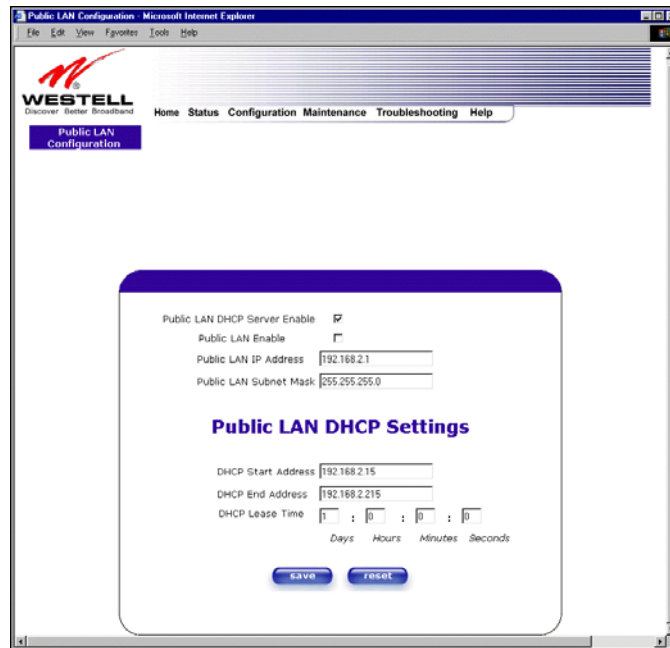 Public LAN Configuration - Microsoft Internet Explorer
File Edit View Favorites Tools Help
WESTELL
Discover Better Broadband
Home Status Configuration Maintenance Troubleshooting Help
Public LAN
Configuration
Public LAN DHCP Server Enable
Public LAN Enable
Public LAN IP Address 192.168.2.1
Public LAN Subnet Mask 255.255.255.0
Public LAN DHCP Settings
DHCP Start Address 192.168.2.15
DHCP End Address 192.168.2.215
DHCP Lease Time 1 : 0 : 0 : 0
Days Hours Minutes Seconds
save reset